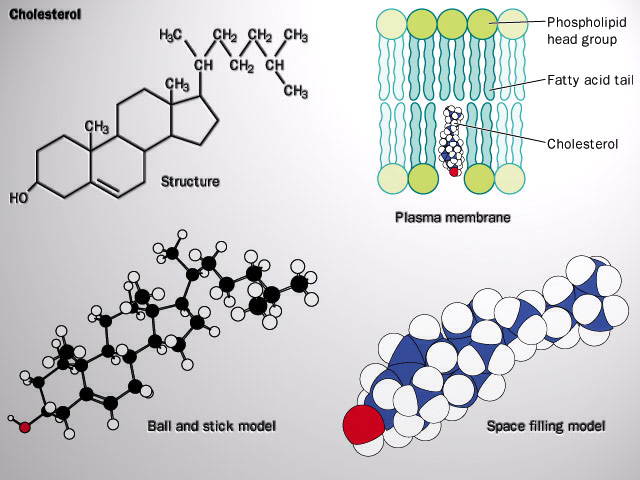 Cholesterol
H₃C
CH₂
CH₂
CH₃
CH
CH₂
CH
CH₃
CH₃
CH₃
HO
Structure
Phospholipid
head group
Fatty acid tail
Cholesterol
Plasma membrane
Ball and stick model
Space filling model